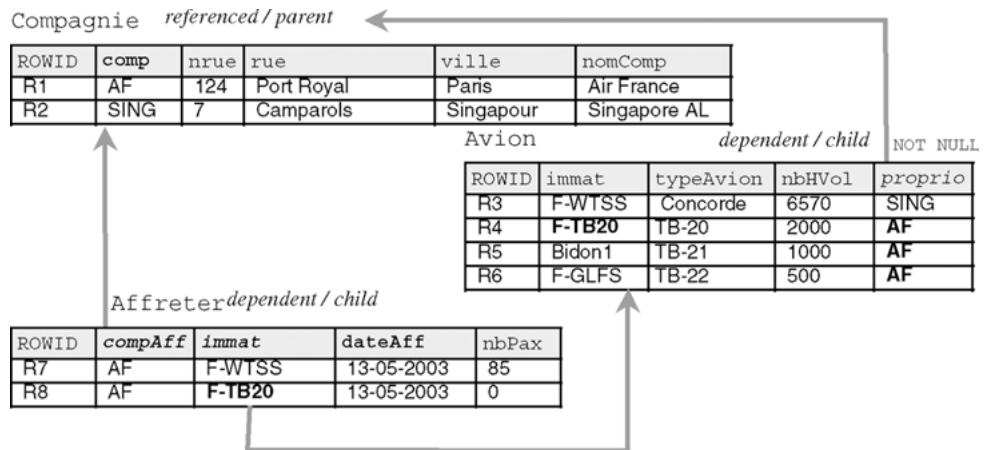 Compagnie referenced / parent
ROWID comp nrue rue ville nomComp
R1 AF 124 Port Royal Paris Air France
R2 SING 7 Camparols Singapour Singapore AL
Avion dependent / child NOT NULL
ROWID immat typeAvion nbHVol proprio
R3 F-WTSS Concorde 6570 SING
R4 F-TB20 TB-20 2000 AF
R5 Bidon1 TB-21 1000 AF
R6 F-GLFS TB-22 500 AF
Affreter dependent / child
ROWID compAff immat dateAff nbPax
R7 AF F-WTSS 13-05-2003 85
R8 AF F-TB20 13-05-2003 0